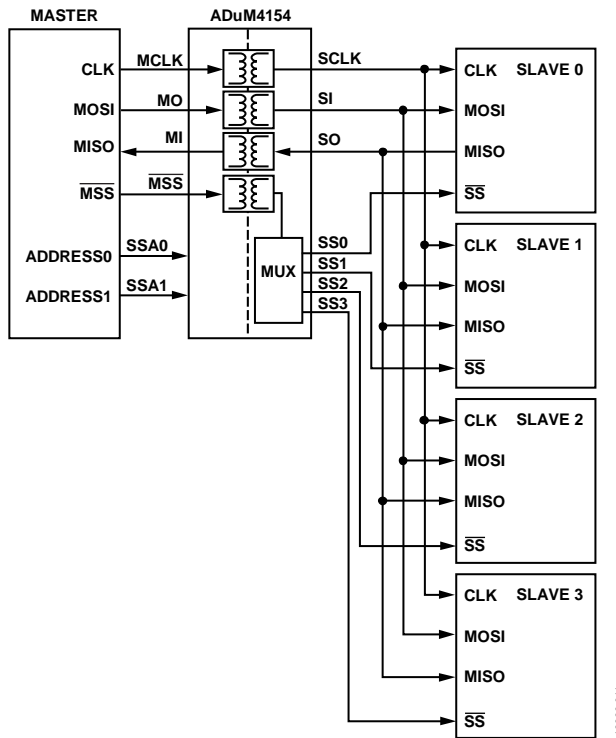 MASTER
ADuM4154
CLK
MCLK
SCLK
CLK
SLAVE 0
MOSI
MO
SI
MOSI
MISO
MI
SO
MISO
MSS
MSS
SS
ADDRESS0
SSA0
ADDRESS1
SSA1
MUX
SS0
SS1
SS2
SS3
CLK
SLAVE 1
MOSI
MISO
SS
CLK
SLAVE 2
MOSI
MISO
SS
CLK
SLAVE 3
MOSI
MISO
SS